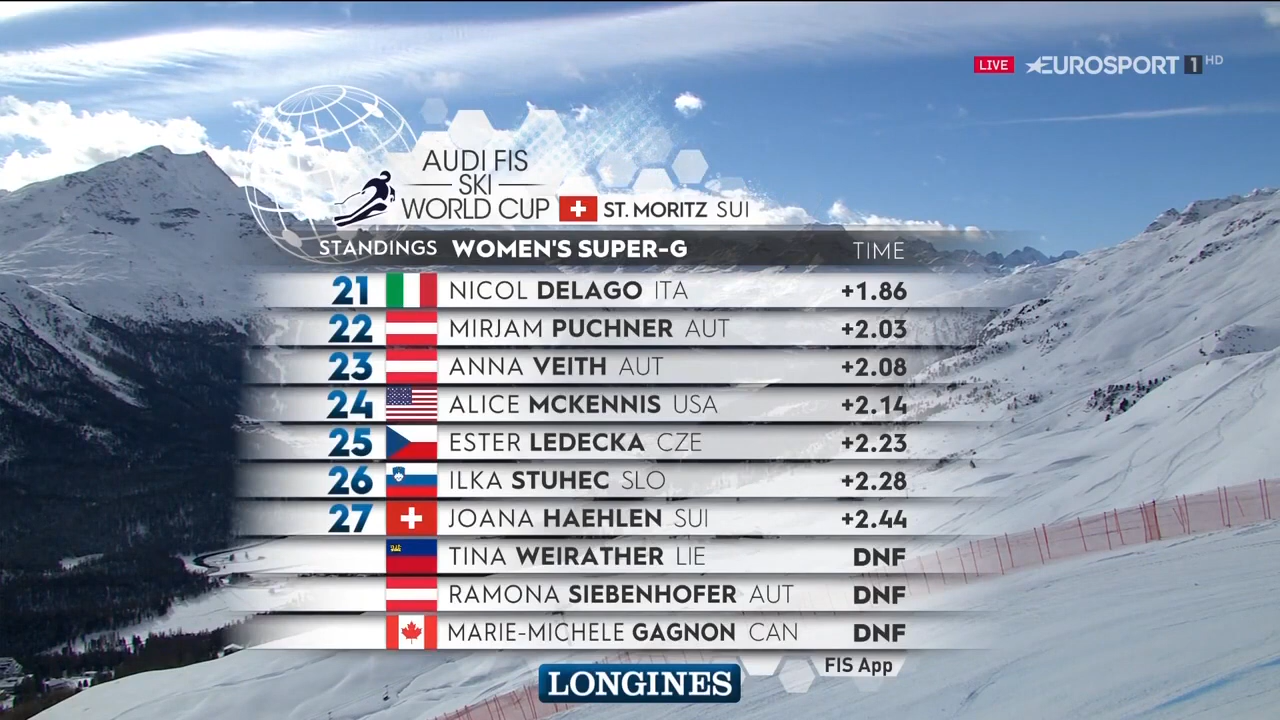 LIVE EUROSPORT 1 HD
AUDI FIS
SKI
WORLD CUP ST. MORITZ SUI
STANDINGS WOMEN'S SUPER-G TIME
21 NICOL DELAGO ITA +1.86
22 MIRJAM PUCHNER AUT +2.03
23 ANNA VEITH AUT +2.08
24 ALICE MCKENNIS USA +2.14
25 ESTER LEDECKA CZE +2.23
26 ILKA STUHEC SLO +2.28
27 JOANA HAEHLEN SUI +2.44
TINA WEIRATHER LIE DNF
RAMONA SIEBENHOFER AUT DNF
MARIE-MICHELE GAGNON CAN DNF
FIS App
LONGINES